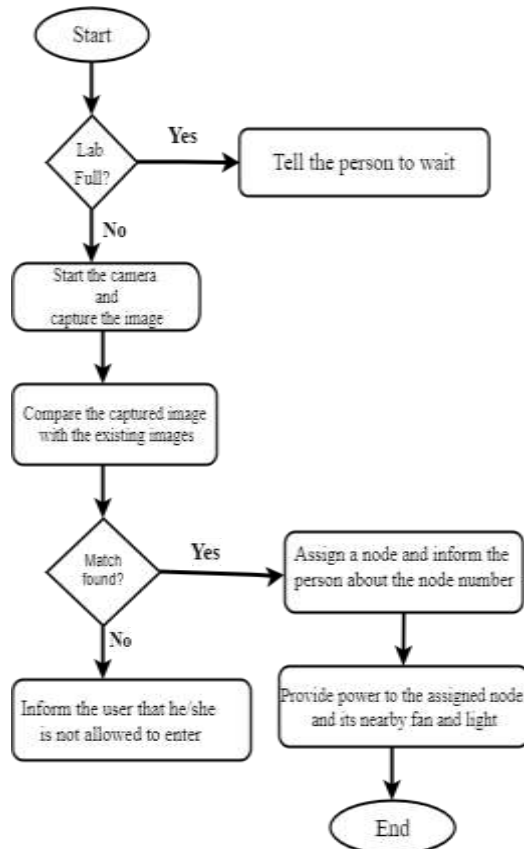 Start
Lab
Full?
Yes
Tell the person to wait
No
Start the camera
and
capture the image
Compare the captured image
with the existing images
Match
found?
Yes
Assign a node and inform the
person about the node number
No
Inform the user that he/she
is not allowed to enter
Provide power to the assigned node
and its nearby fan and light
End